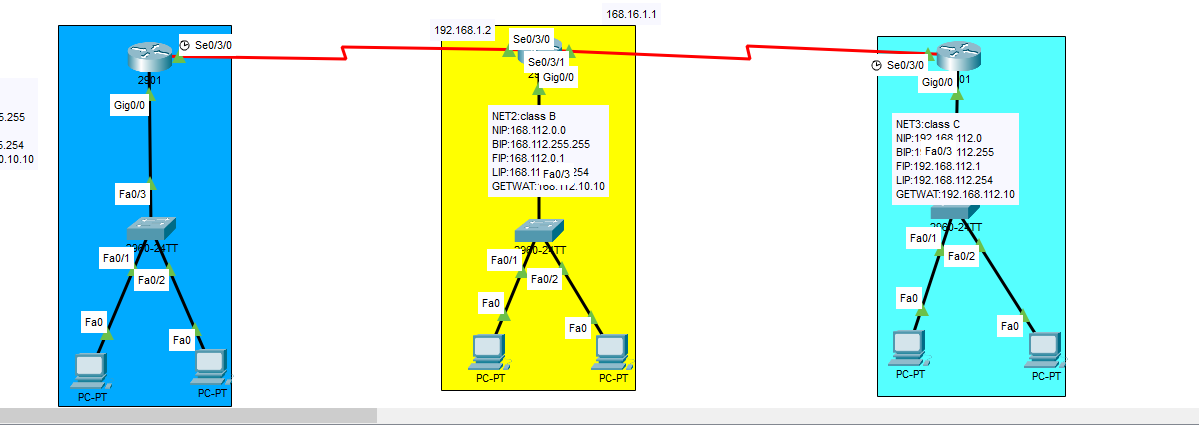 168.16.1.1
192.168.1.2
Se0/3/0
Se0/3/0
Se0/3/1
Se0/3/0
2901
Gig0/0
Gig0/0
01
Gig0/0
5.255
5.254
0.10.10
NET2:class B
NIP:168.112.0.0
BIP:168.112.255.255
FIP:168.112.0.1
LIP:168.11 254
Fa0/3
GETWAT:168.112.10.10
NET3:class C
NIP:192.168.112.0
BIP:1 112.255
Fa0/3
FIP:192.168.112.1
LIP:192.168.112.254
GETWAT:192.168.112.10
Fa0/3
2960-24TT
2960-24TT
2960-24TT
Fa0/1
Fa0/2
Fa0/1
Fa0/2
Fa0/1
Fa0/2
Fa0
Fa0
Fa0
Fa0
Fa0
Fa0
PC-PT
PC-PT
PC-PT
PC-PT
PC-PT
PC-PT